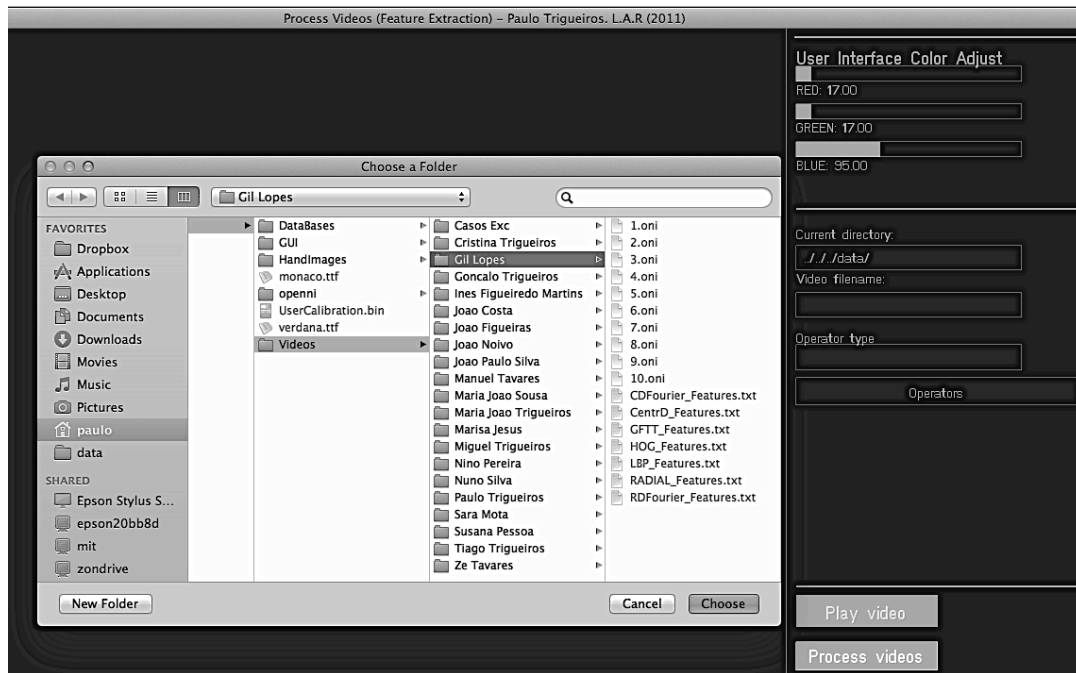 Process Videos (Feature Extraction) – Paulo Trigueiros. L.A.R (2011)
User Interface Color Adjust
RED: 17.00
GREEN: 17.00
BLUE: 95.00
Current directory:
../../../data/
Video filename:
Operator type
Operators
Play video
Process videos
Choose a Folder
Gil Lopes
FAVORITES
Dropbox
Applications
Desktop
Documents
Downloads
Movies
Music
Pictures
paulo
data
SHARED
Epson Stylus S...
epson20bb8d
mit
zondrive
DataBases
GUI
HandImages
monaco.ttf
openni
UserCalibration.bin
verdana.ttf
Videos
Casos Exc
Cristina Trigueiros
Gil Lopes
Goncalo Trigueiros
Ines Figueiredo Martins
Joao Costa
Joao Figueiras
Joao Noivo
Joao Paulo Silva
Manuel Tavares
Maria Joao Sousa
Maria Joao Trigueiros
Marisa Jesus
Miguel Trigueiros
Nino Pereira
Nuno Silva
Paulo Trigueiros
Sara Mota
Susana Pessoa
Tiago Trigueiros
Ze Tavares
1.oni
2.oni
3.oni
4.oni
5.oni
6.oni
7.oni
8.oni
9.oni
10.oni
CDFourier_Features.txt
CentrD_Features.txt
GFTT_Features.txt
HOG_Features.txt
LBP_Features.txt
RADIAL_Features.txt
RDFourier_Features.txt
New Folder
Cancel
Choose